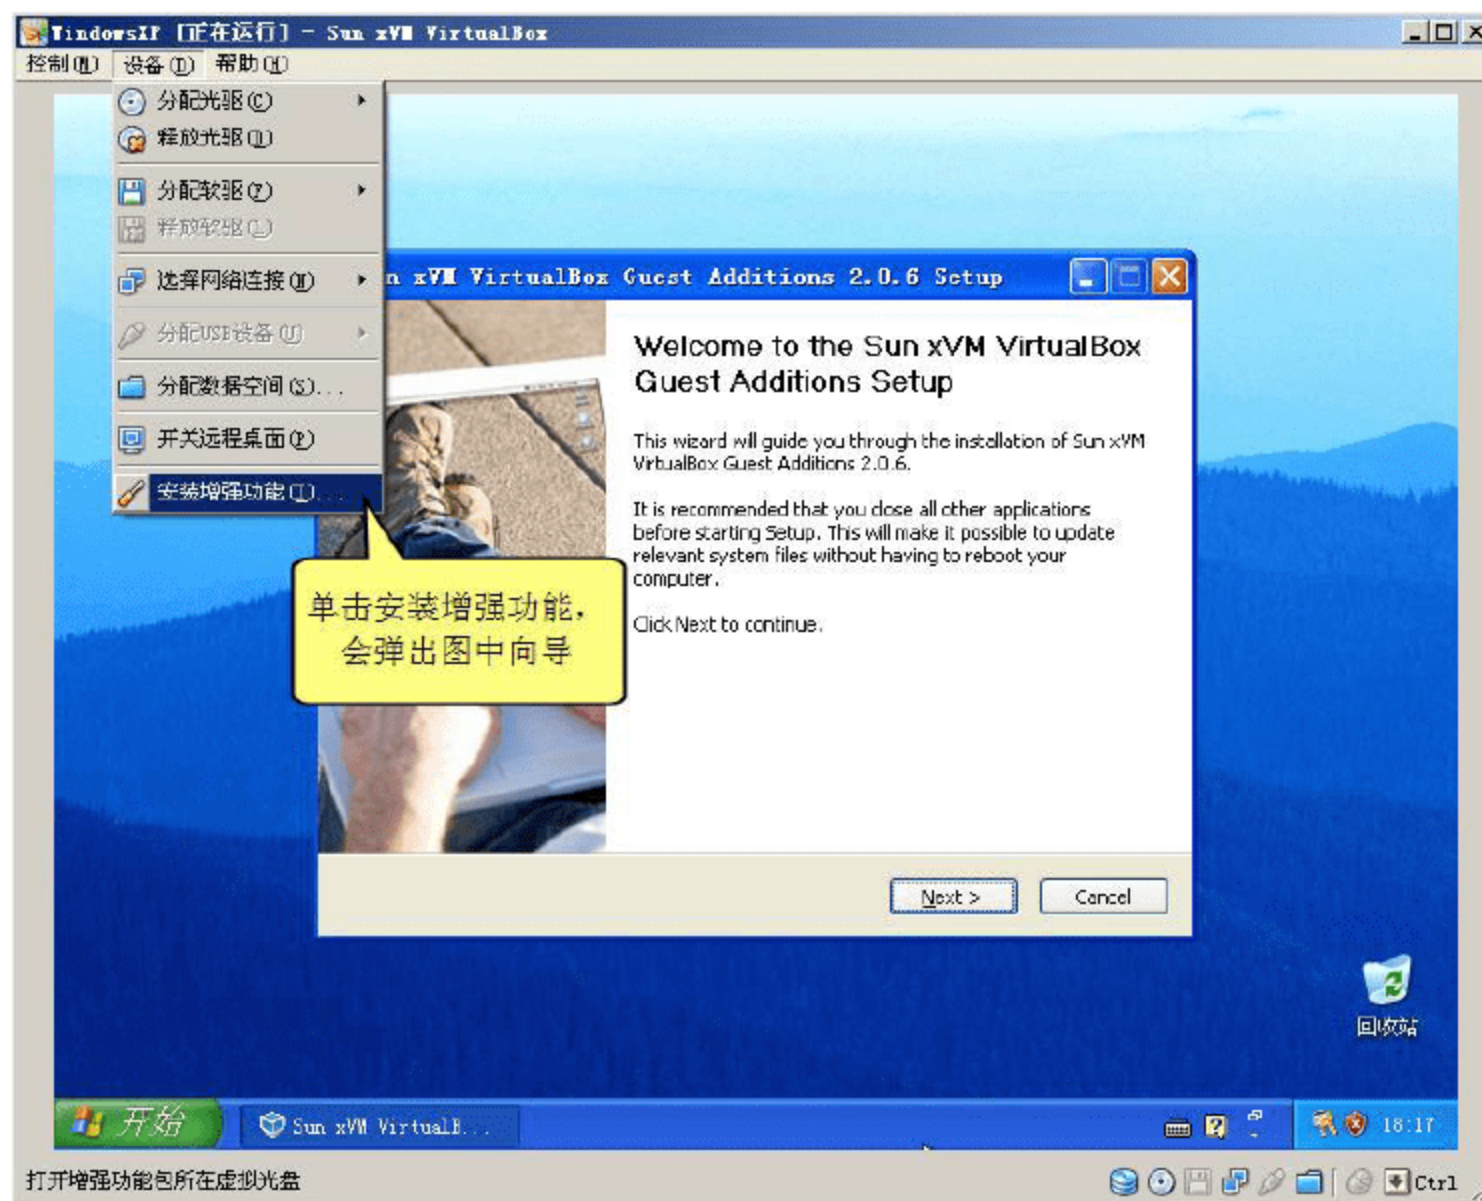 WindowsXP [正在运行] - Sun xVM VirtualBox
控制(M) 设备(D) 帮助(H)
分配光驱(C)
释放光驱(D)
分配软驱(F)
释放软驱(L)
选择网络连接(N)
分配USB设备(U)
分配数据空间(S)...
开关远程桌面(R)
安装增强功能(I)...
n xVM VirtualBox Guest Additions 2.0.6 Setup
Welcome to the Sun xVM VirtualBox
Guest Additions Setup
This wizard will guide you through the installation of Sun xVM
VirtualBox Guest Additions 2.0.6.
It is recommended that you close all other applications
before starting Setup. This will make it possible to update
relevant system files without having to reboot your
computer.
Click Next to continue.
单击安装增强功能,
会弹出图中向导
Next >
Cancel
回收站
开始
Sun xVM VirtualB...
18:17
打开增强功能包所在虚拟光盘
Ctrl